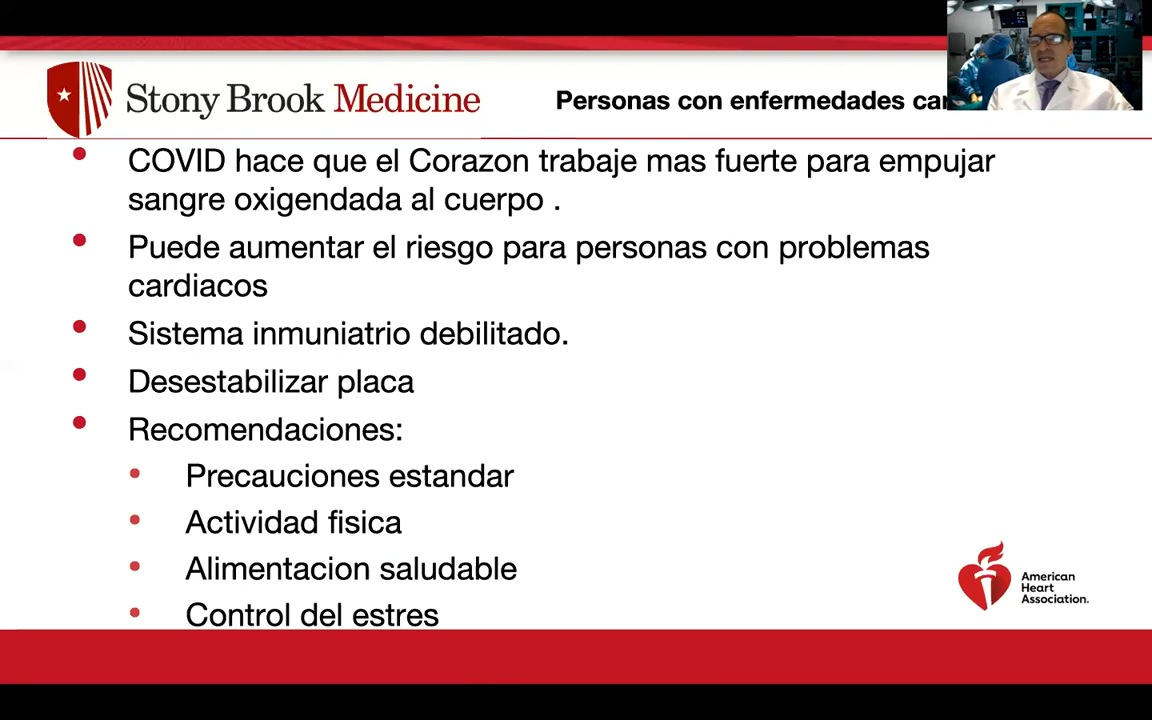 Stony Brook Medicine
Personas con enfermedades
COVID hace que el Corazon trabaje mas fuerte para empujar
sangre oxigendada al cuerpo .
Puede aumentar el riesgo para personas con problemas
cardiacos
Sistema inmuniatrio debilitado.
Desestabilizar placa
Recomendaciones:
Precauciones estandar
Actividad fisica
Alimentacion saludable
Control del estres
American
Heart
Association.